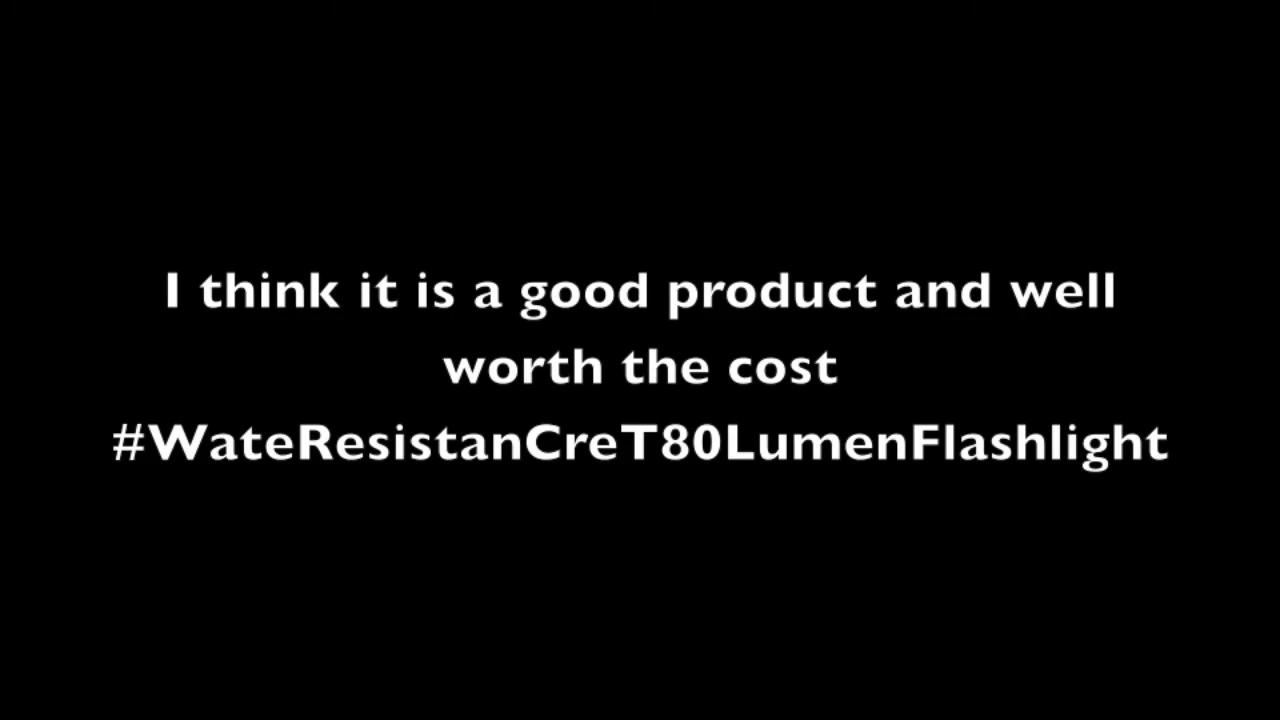 I think it is a good product and well
worth the cost
#WateResistanCreT80LumenFlashlight